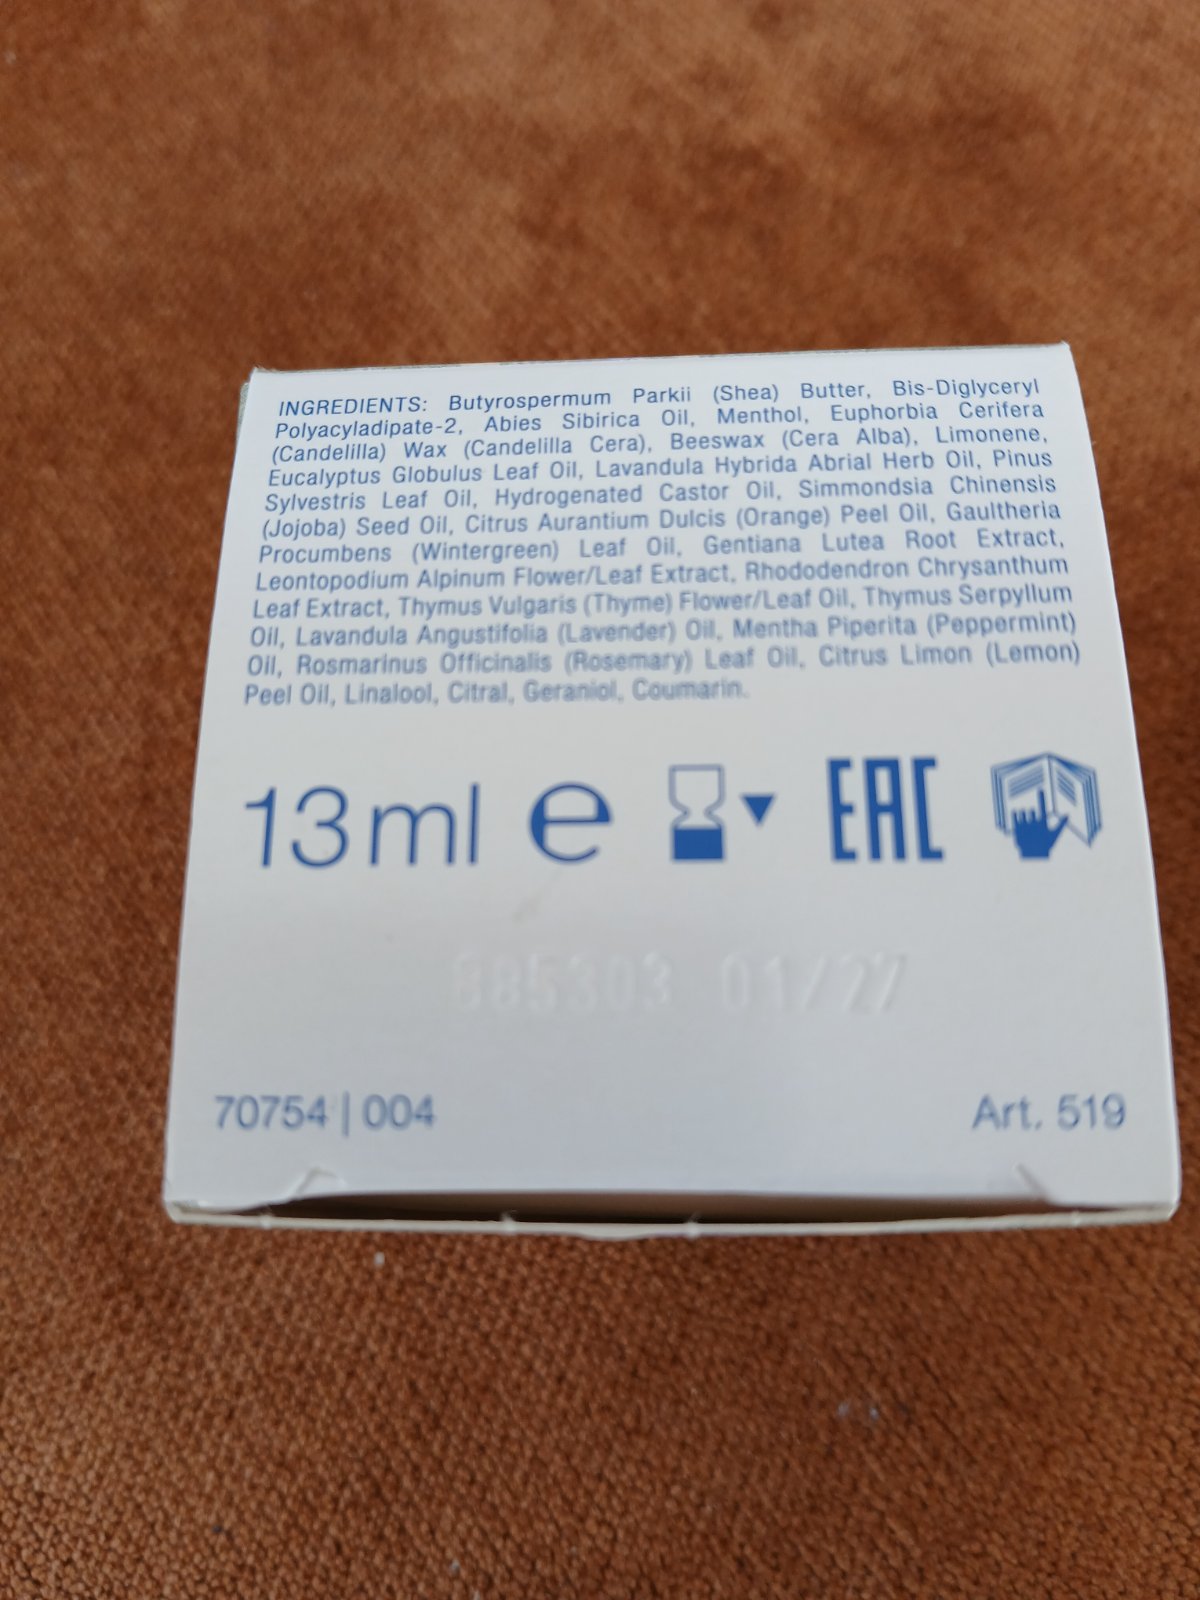 INGREDIENTS: Butyrospermum Parkii (Shea) Butter, Bis-Diglyceryl
Polyacyladipate-2, Abies Sibirica Oil, Menthol, Euphorbia Cerifera
(Candelilla) Wax (Candelilla Cera), Beeswax (Cera Alba), Limonene,
Eucalyptus Globulus Leaf Oil, Lavandula Hybrida Abrial Herb Oil, Pinus
Sylvestris Leaf Oil, Hydrogenated Castor Oil, Simmondsia Chinensis
(Jojoba) Seed Oil, Citrus Aurantium Dulcis (Orange) Peel Oil, Gaultheria
Procumbens (Wintergreen) Leaf Oil, Gentiana Lutea Root Extract,
Leontopodium Alpinum Flower/Leaf Extract, Rhododendron Chrysanthum
Leaf Extract, Thymus Vulgaris (Thyme) Flower/Leaf Oil, Thymus Serpyllum
Oil, Lavandula Angustifolia (Lavender) Oil, Mentha Piperita (Peppermint)
Oil, Rosmarinus Officinalis (Rosemary) Leaf Oil, Citrus Limon (Lemon)
Peel Oil, Linalool, Citral, Geraniol, Coumarin.
13 ml e EAC
01/27
70754 | 004 Art. 519